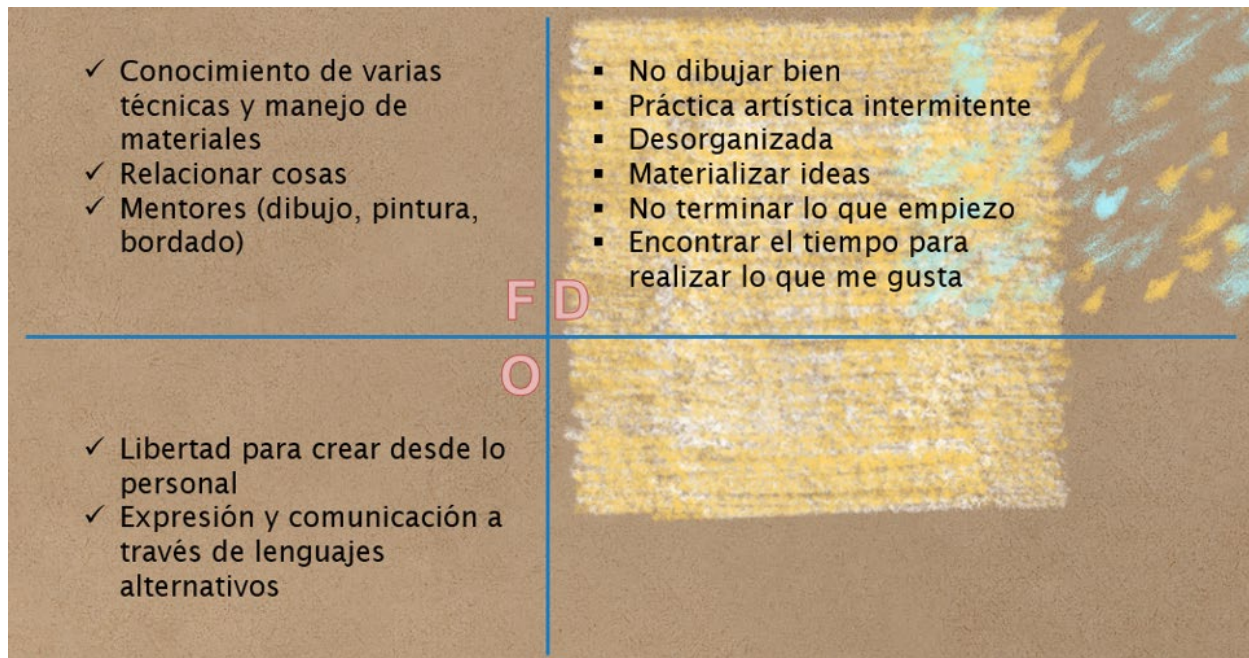 ✓ Conocimiento de varias
técnicas y manejo de
materiales
✓ Relacionar cosas
✓ Mentores (dibujo, pintura,
bordado)
▪ No dibujar bien
▪ Práctica artística intermitente
▪ Desorganizada
▪ Materializar ideas
▪ No terminar lo que empiezo
▪ Encontrar el tiempo para
realizar lo que me gusta
F D
O
✓ Libertad para crear desde lo
personal
✓ Expresión y comunicación a
través de lenguajes
alternativos